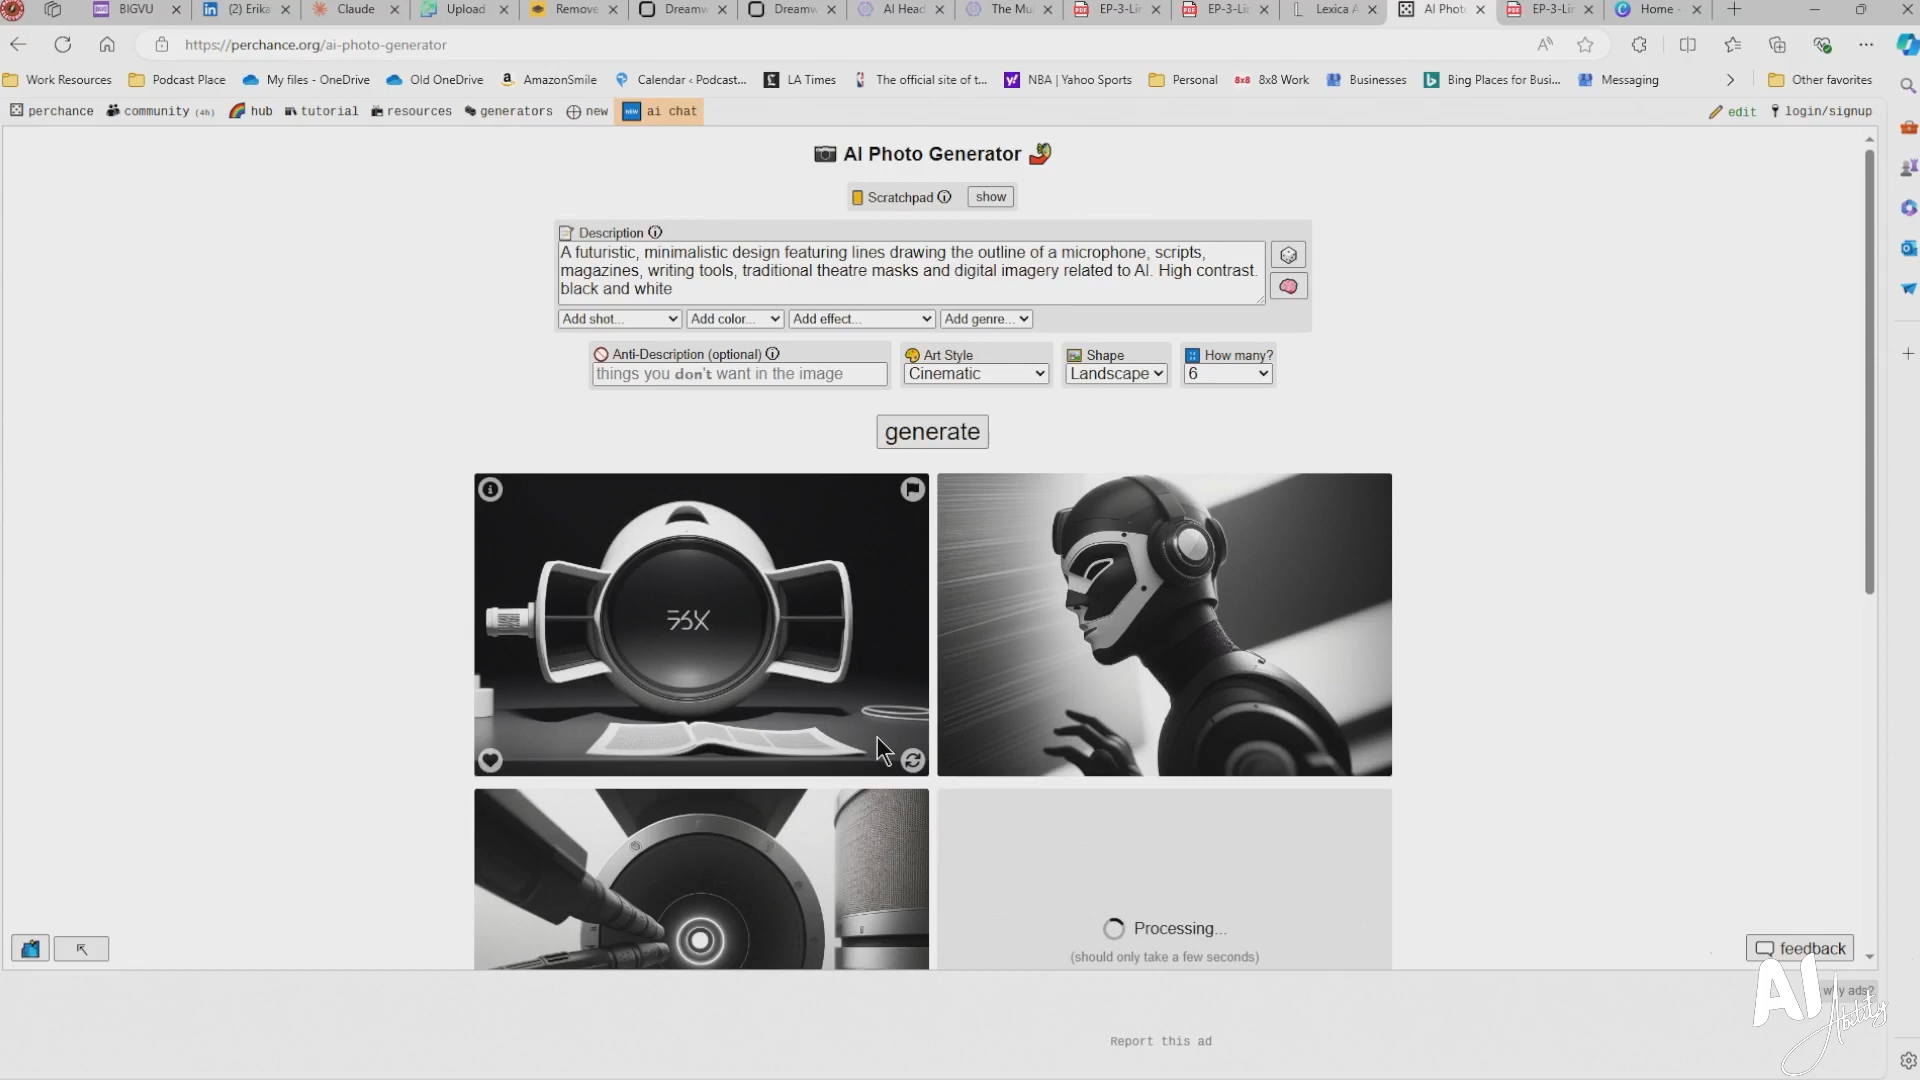 BIGVU
(2) Erika
Claude
Upload
Remove
Dreamw
Dreamw
AI Head
The Mu
EP-3-Lir
EP-3-Lir
Lexica A
AI Phot
EP-3-Lir
Home -
https://perchance.org/ai-photo-generator
Work Resources
Podcast Place
My files - OneDrive
Old OneDrive
AmazonSmile
Calendar ‹ Podcast...
LA Times
The official site of t...
NBA | Yahoo Sports
Personal
8x8 8x8 Work
Businesses
Bing Places for Busi...
Messaging
Other favorites
perchance community (4h) hub tutorial resources generators new NEW ai chat
edit login/signup
AI Photo Generator
Scratchpad show
Description
A futuristic, minimalistic design featuring lines drawing the outline of a microphone, scripts,
magazines, writing tools, traditional theatre masks and digital imagery related to AI. High contrast.
black and white
Add shot... Add color... Add effect... Add genre...
Anti-Description (optional) Art Style Shape How many?
things you don't want in the image Cinematic Landscape 6
generate
Processing...
(should only take a few seconds)
feedback
why ads?
AI Ability
Report this ad